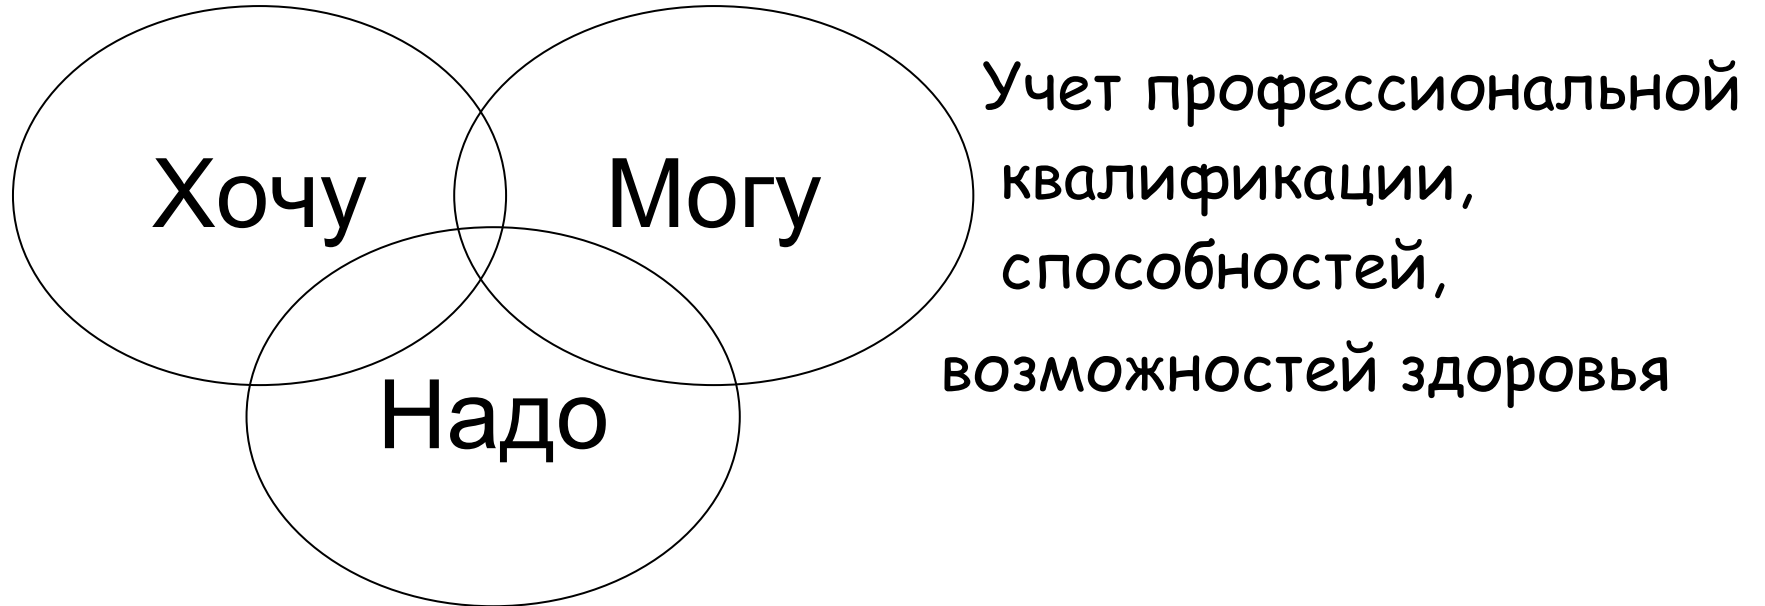 Хочу
Могу
Надо
Учет профессиональной
квалификации,
способностей,
возможностей здоровья